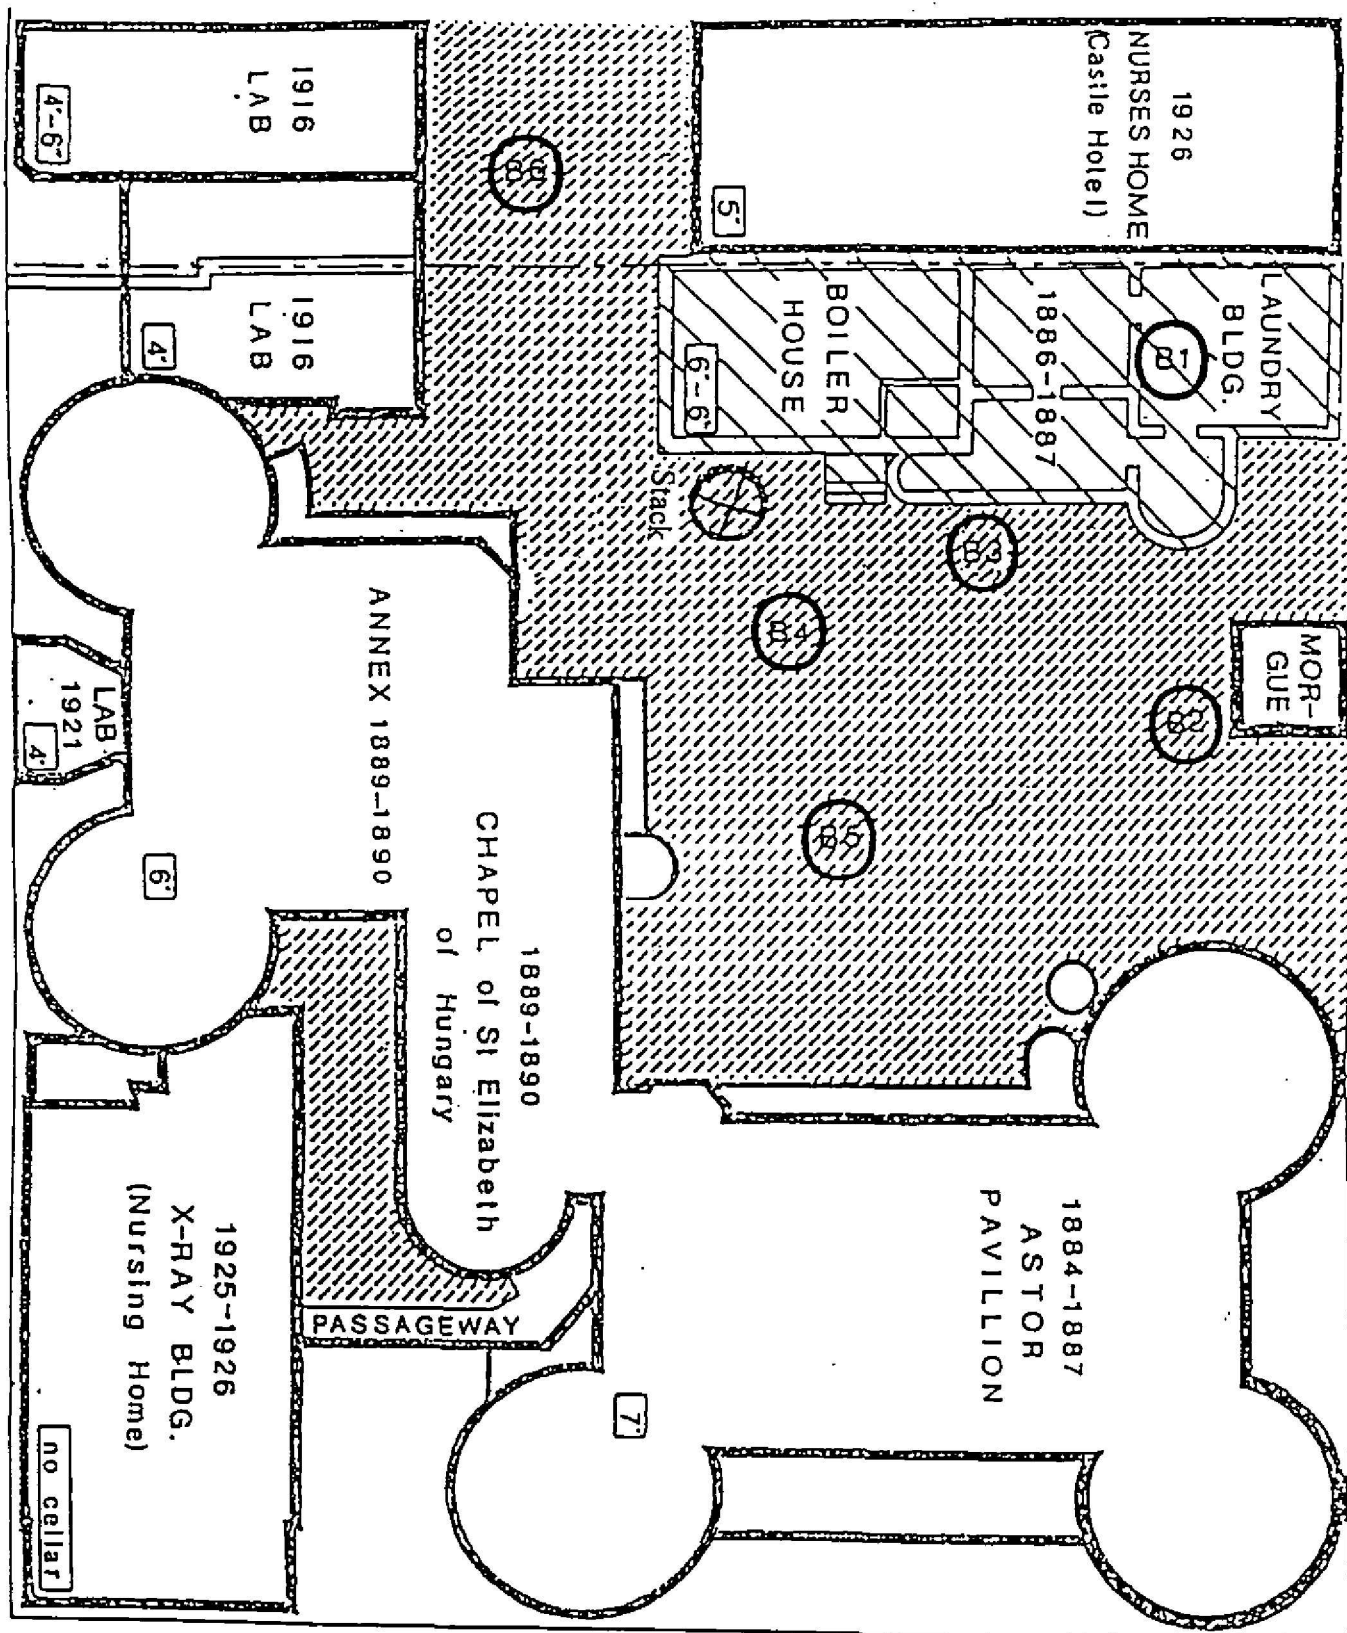 1926
NURSES HOME
(Castle Hotel)
5'
1916
LAB
4'-6"
1916
LAB
4'
LAUNDRY
BLDG.
1886-1887
BOILER
HOUSE
6'-6"
Stack
B1
B2
B3
B4
B5
B6
MOR-
GUE
ANNEX 1889-1890
LAB
1921
4'
6'
1889-1890
CHAPEL of St Elizabeth
of Hungary
1884-1887
ASTOR
PAVILLION
7'
PASSAGEWAY
1925-1926
X-RAY BLDG.
(Nursing Home)
no cellar